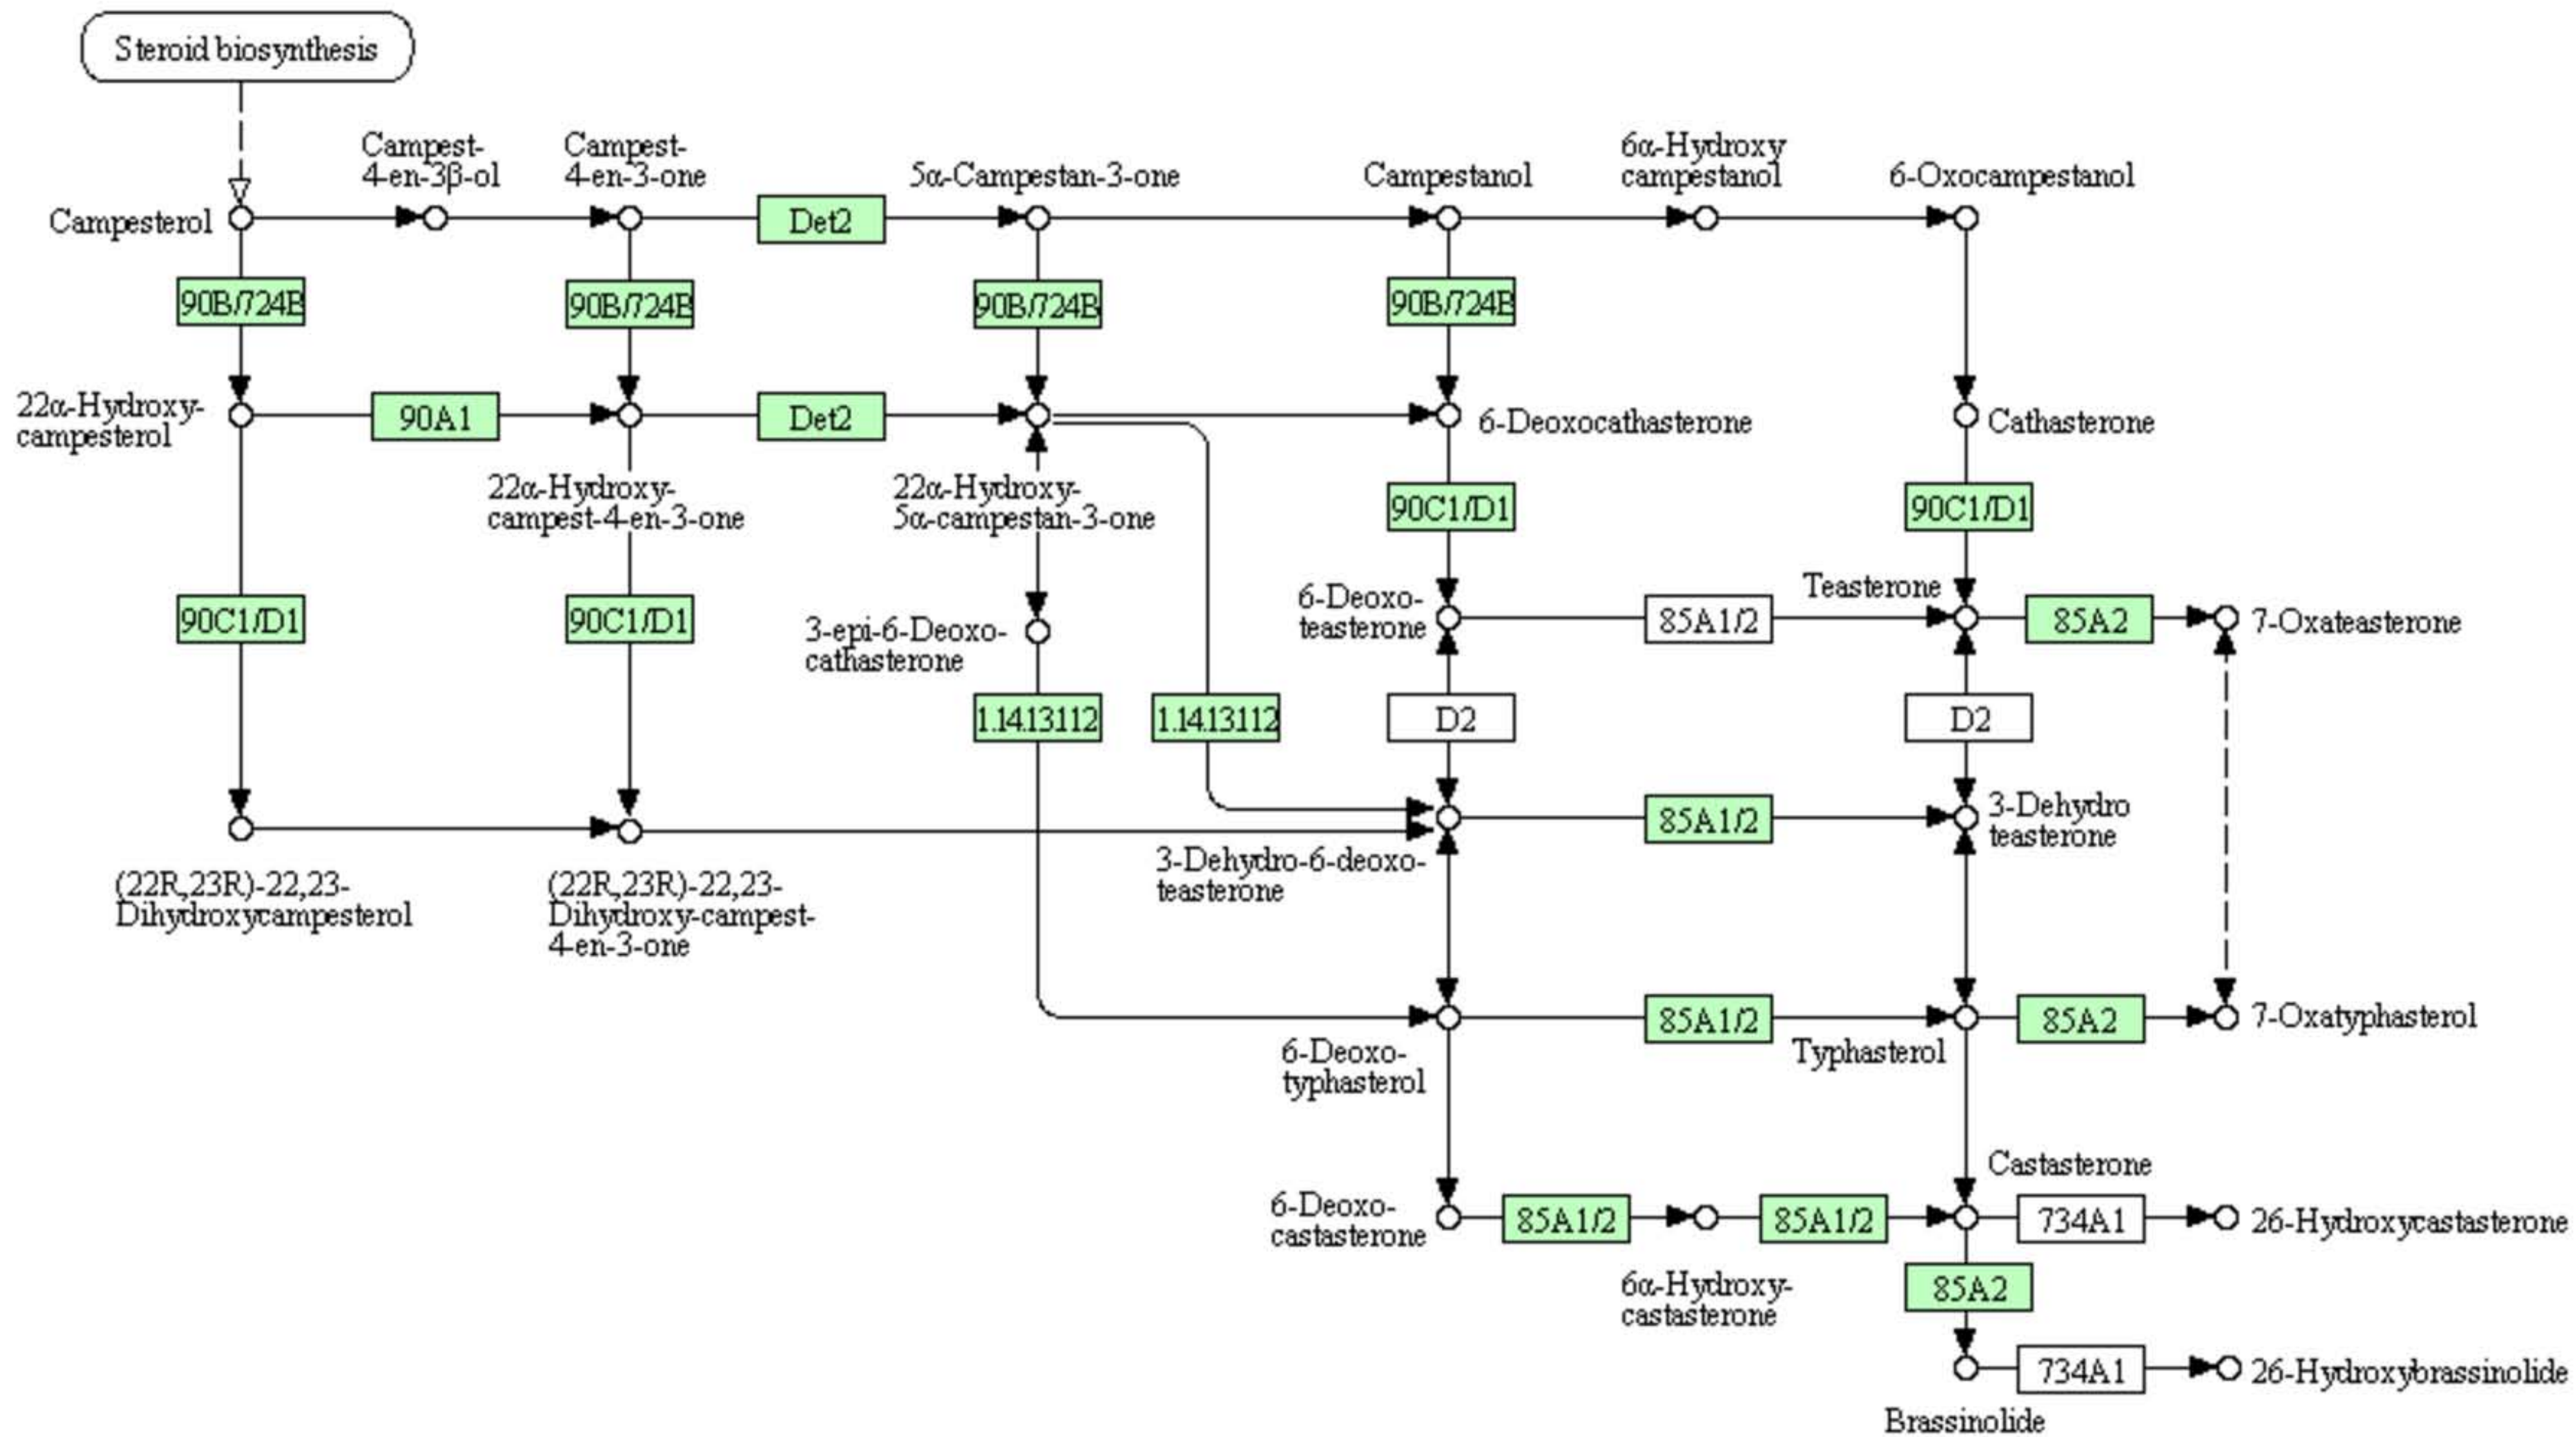 Steroid biosynthesis
Campest-
4-en-3β-ol
Campest-
4-en-3-one
5α-Campestan-3-one
Campestanol
6α-Hydroxy
campestanol
6-Oxocampestanol
Campesterol
Det2
90B/724B
90B/724B
90B/724B
90B/724B
22α-Hydroxy-
campesterol
90A1
Det2
6-Deoxocathasterone
Cathasterone
22α-Hydroxy-
campest-4-en-3-one
22α-Hydroxy-
5α-campestan-3-one
90C1/D1
90C1/D1
90C1/D1
90C1/D1
3-epi-6-Deoxo-
cathasterone
6-Deoxo-
teasterone
85A1/2
Teasterone
85A2
7-Oxateasterone
1.14.13112
1.14.13112
D2
D2
85A1/2
3-Dehydro
teasterone
3-Dehydro-6-deoxo-
teasterone
(22R,23R)-22,23-
Dihydroxycampesterol
(22R,23R)-22,23-
Dihydroxy-campest-
4-en-3-one
85A1/2
85A2
7-Oxatyphasterol
6-Deoxo-
typhasterol
Typhasterol
Castasterone
6-Deoxo-
castasterone
85A1/2
85A1/2
734A1
26-Hydroxycastasterone
6α-Hydroxy-
castasterone
85A2
734A1
26-Hydroxybrassinolide
Brassinolide